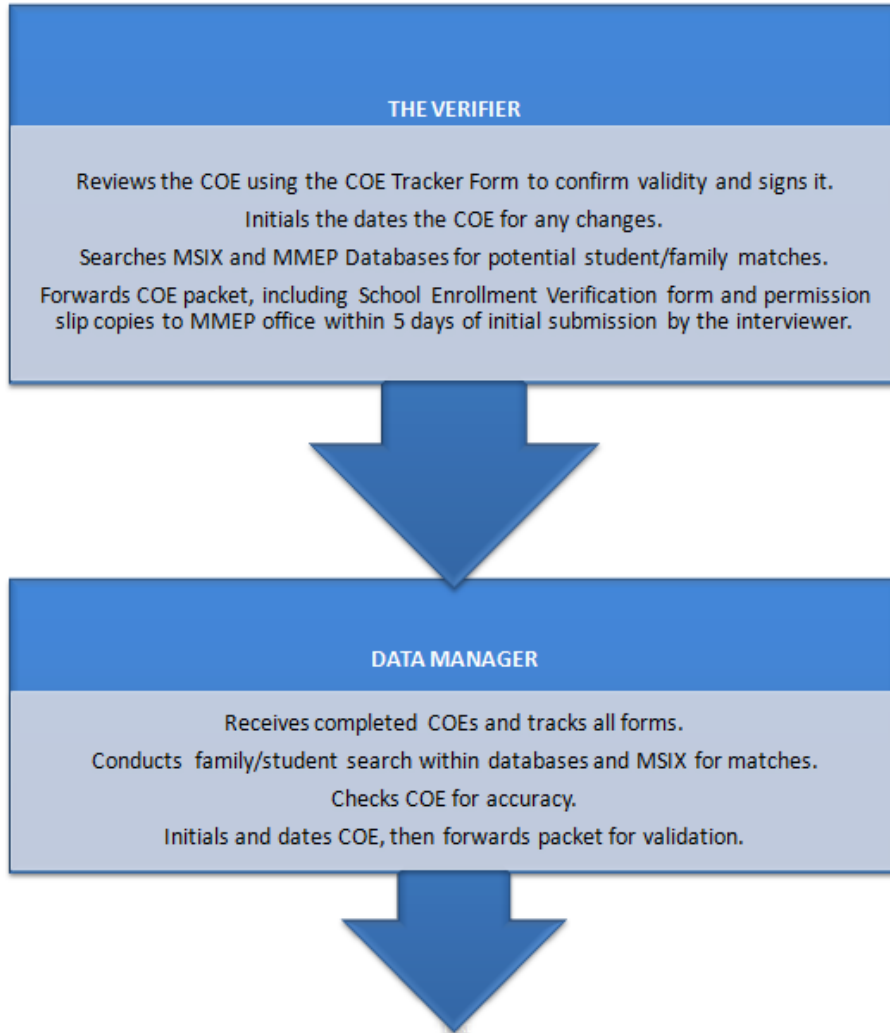 THE VERIFIER
Reviews the COE using the COE Tracker Form to confirm validity and signs it.
Initials the dates the COE for any changes.
Searches MSIX and MMEP Databases for potential student/family matches.
Forwards COE packet, including School Enrollment Verification form and permission
slip copies to MMEP office within 5 days of initial submission by the interviewer.
DATA MANAGER
Receives completed COEs and tracks all forms.
Conducts family/student search within databases and MSIX for matches.
Checks COE for accuracy.
Initials and dates COE, then forwards packet for validation.